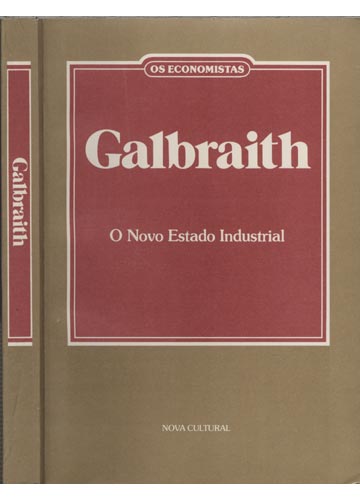 Galbraith
OS ECONOMISTAS
Galbraith
O Novo Estado Industrial
NOVA CULTURAL